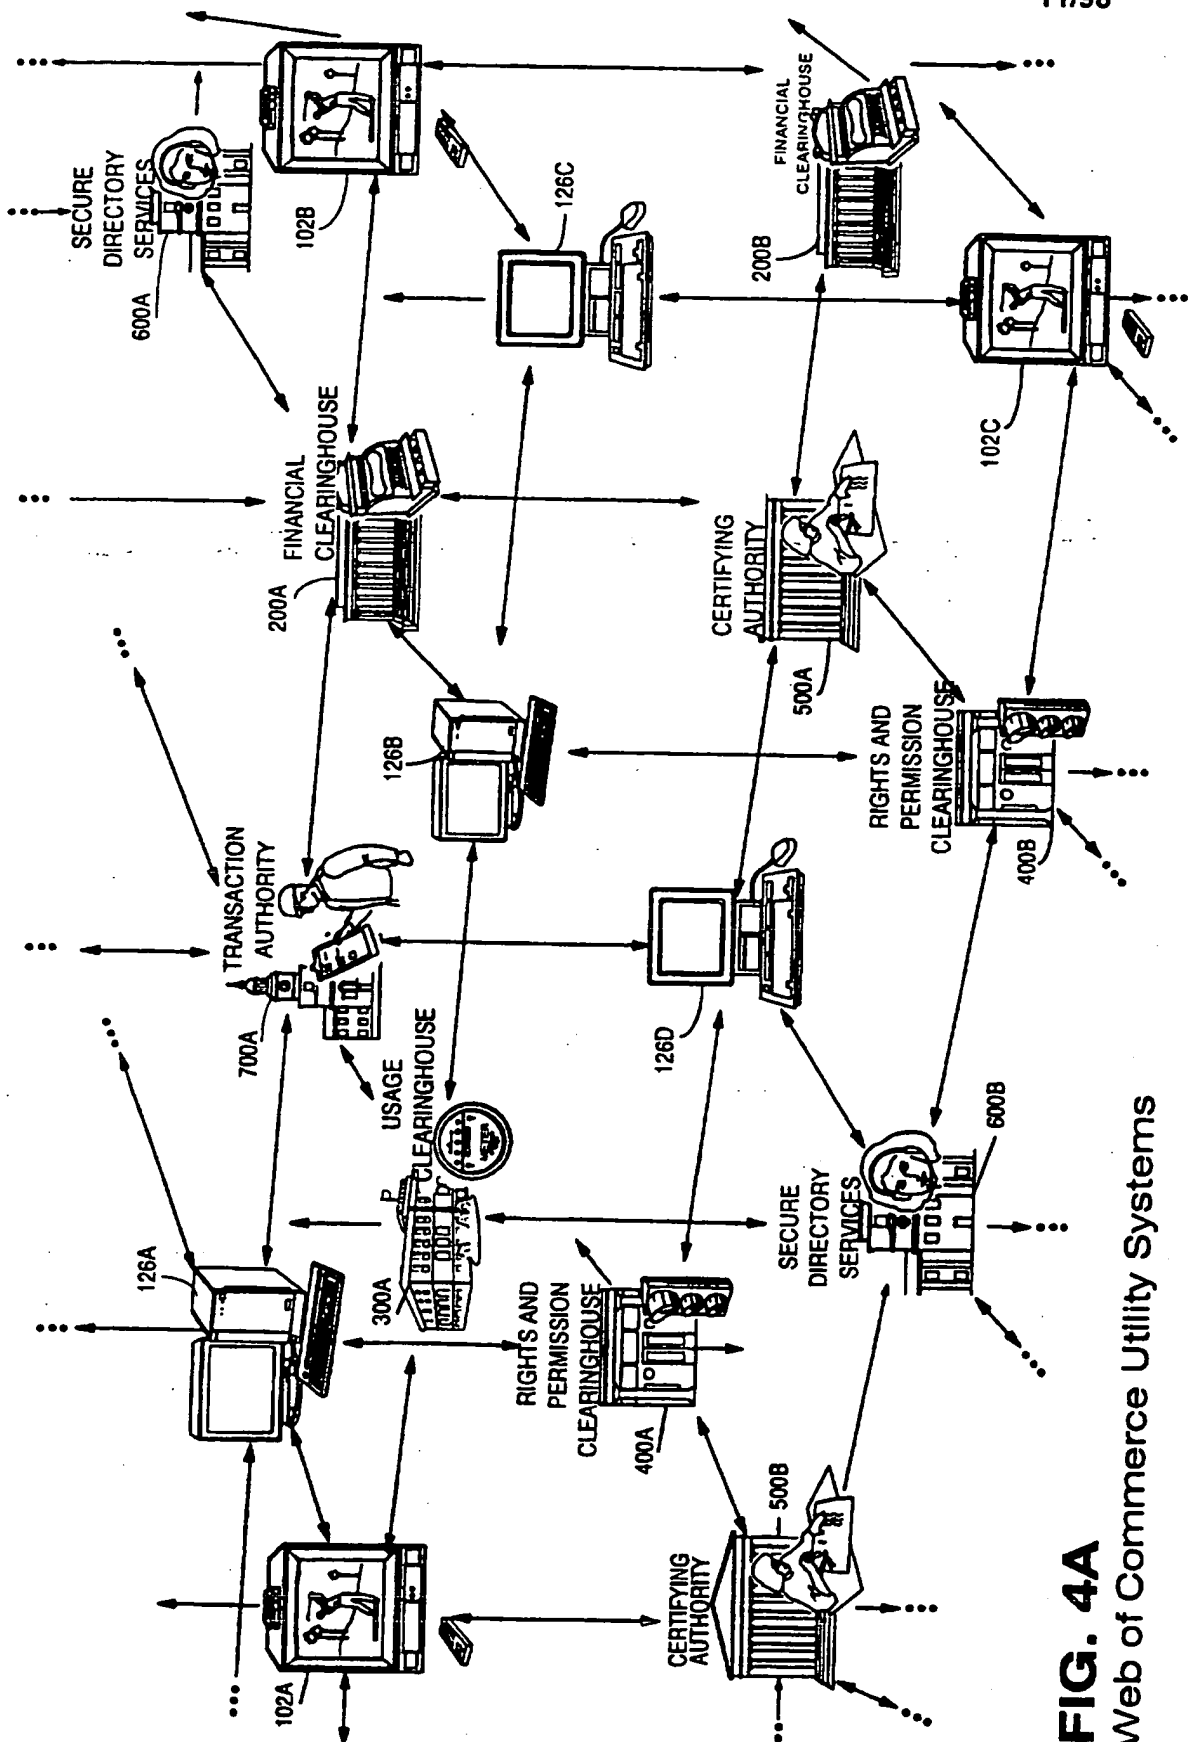 126A
102A
700A
TRANSACTION
AUTHORITY
600A
SECURE
DIRECTORY
SERVICES
200A
FINANCIAL
CLEARINGHOUSE
102B
300A
P
USAGE
CLEARINGHOUSE
METER
126B
126C
RIGHTS AND
PERMISSION
CLEARINGHOUSE
400A
126D
CERTIFYING
AUTHORITY
500B
CERTIFYING
AUTHORITY
500A
200B
FINANCIAL
CLEARINGHOUSE
SECURE
DIRECTORY
SERVICES
600B
RIGHTS AND
PERMISSION
CLEARINGHOUSE
400B
102C
FIG. 4A
Web of Commerce Utility Systems